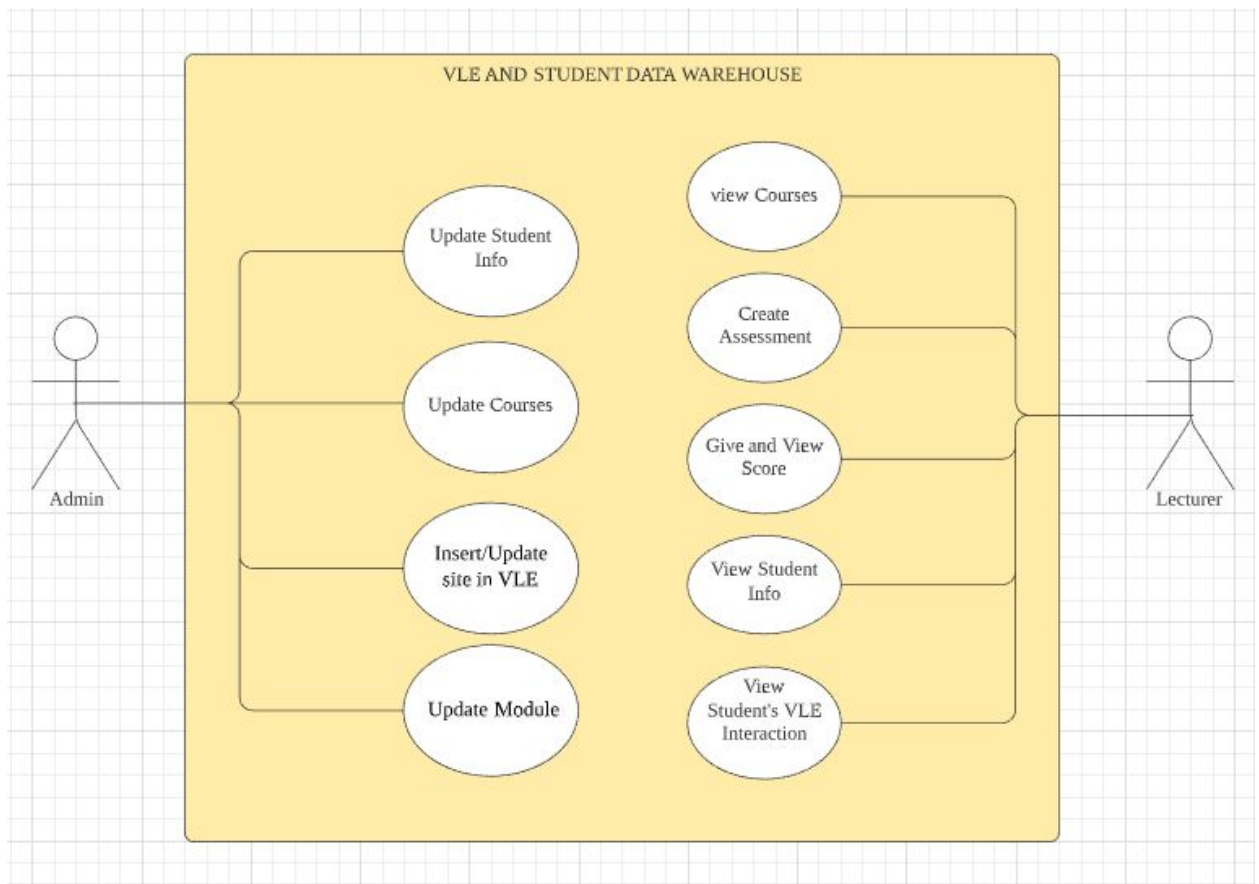 VLE AND STUDENT DATA WAREHOUSE
Update Student
Info
Update Courses
Insert/Update
site in VLE
Update Module
view Courses
Create
Assessment
Give and View
Score
View Student
Info
View
Student's VLE
Interaction
Admin
Lecturer